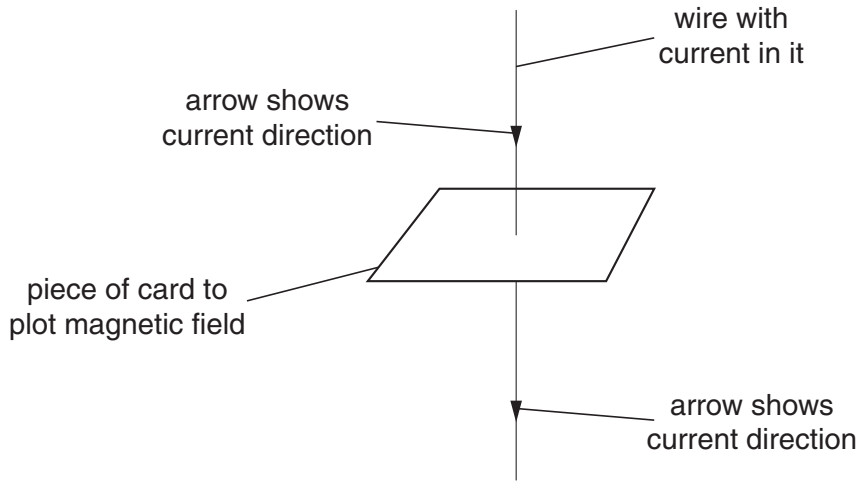 wire with
current in it
arrow shows
current direction
piece of card to
plot magnetic field
arrow shows
current direction